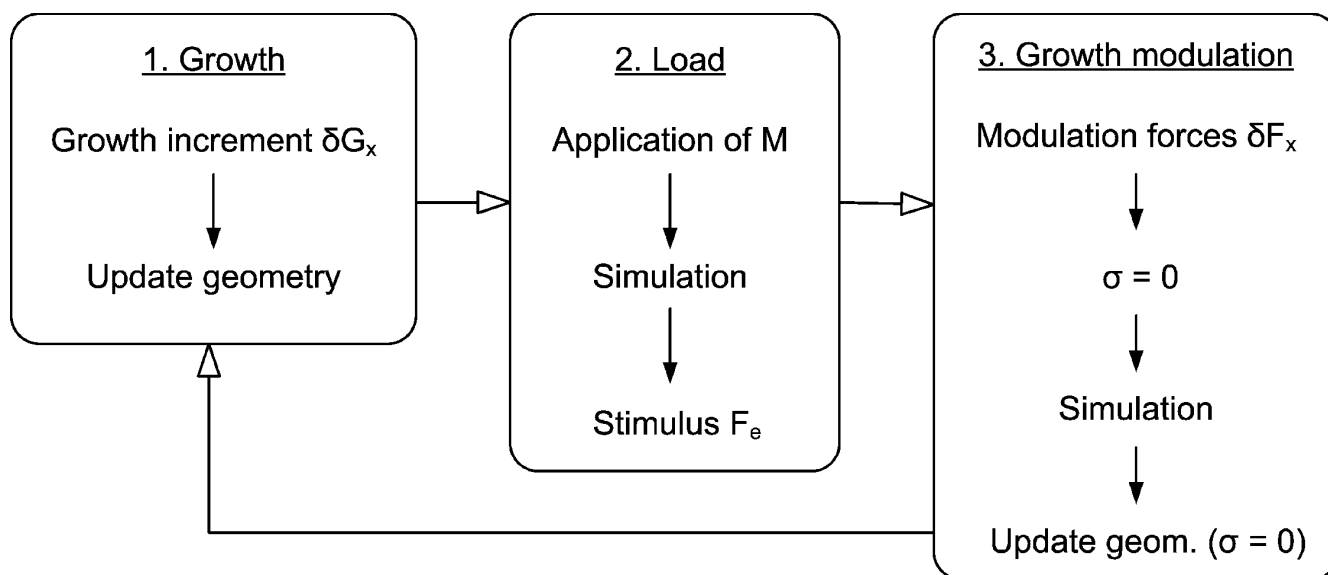 1. Growth
Growth increment δGₓ
Update geometry
2. Load
Application of M
Simulation
Stimulus Fₑ
3. Growth modulation
Modulation forces δFₓ
σ = 0
Simulation
Update geom. (σ = 0)